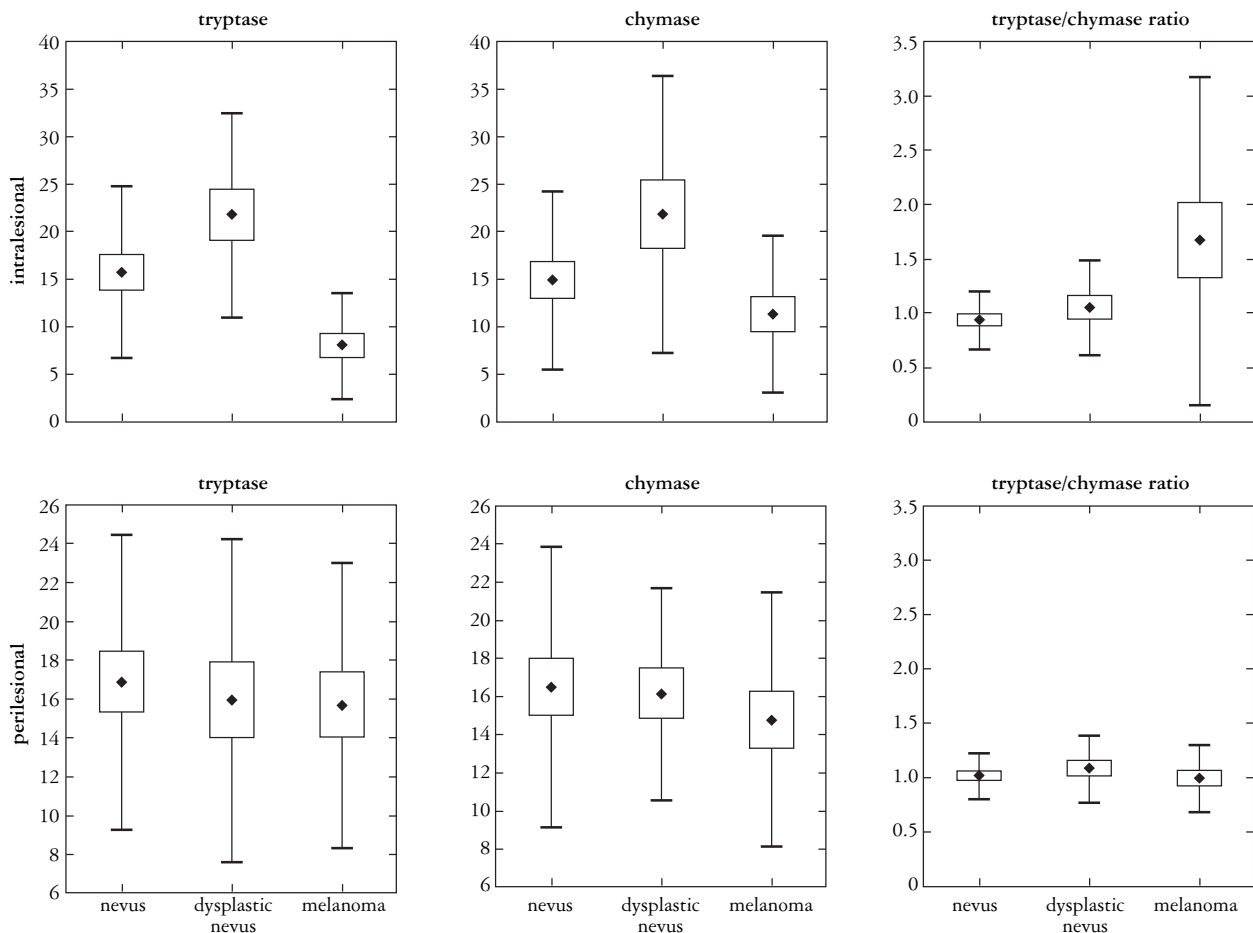 tryptase
40
35
30
25
20
15
10
5
0
intralesional
chymase
40
35
30
25
20
15
10
5
0
tryptase/chymase ratio
3.5
3.0
2.5
2.0
1.5
1.0
0.5
0
tryptase
26
24
22
20
18
16
14
12
10
8
6
perilesional
nevus
dysplastic
nevus
melanoma
chymase
26
24
22
20
18
16
14
12
10
8
6
nevus
dysplastic
nevus
melanoma
tryptase/chymase ratio
3.5
3.0
2.5
2.0
1.5
1.0
0.5
0
nevus
dysplastic
nevus
melanoma